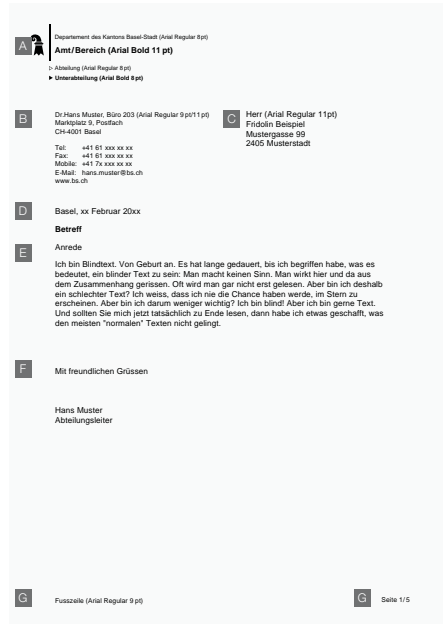 Departement des Kantons Basel-Stadt (Arial Regular 8pt)
A
Amt/Bereich (Arial Bold 11 pt)
▷ Abteilung (Arial Regular 8pt)
▶ Unterabteilung (Arial Bold 8pt)
B
Dr.Hans Muster, Büro 203 (Arial Regular 9pt/11pt)
Marktplatz 9, Postfach
CH-4001 Basel
Tel: +41 61 xxx xx xx
Fax: +41 61 xxx xx xx
Mobile: +41 7x xxx xx xx
E-Mail: hans.muster@bs.ch
www.bs.ch
C
Herr (Arial Regular 11pt)
Fridolin Beispiel
Mustergasse 99
2405 Musterstadt
D
Basel, xx Februar 20xx
Betreff
E
Anrede
Ich bin Blindtext. Von Geburt an. Es hat lange gedauert, bis ich begriffen habe, was es
bedeutet, ein blinder Text zu sein: Man macht keinen Sinn. Man wirkt hier und da aus
dem Zusammenhang gerissen. Oft wird man gar nicht erst gelesen. Aber bin ich deshalb
ein schlechter Text? Ich weiss, dass ich nie die Chance haben werde, im Stern zu
erscheinen. Aber bin ich darum weniger wichtig? Ich bin blind! Aber ich bin gerne Text.
Und sollten Sie mich jetzt tatsächlich zu Ende lesen, dann habe ich etwas geschafft, was
den meisten "normalen" Texten nicht gelingt.
F
Mit freundlichen Grüssen
Hans Muster
Abteilungsleiter
G
Fusszeile (Arial Regular 9 pt)
G
Seite 1/5